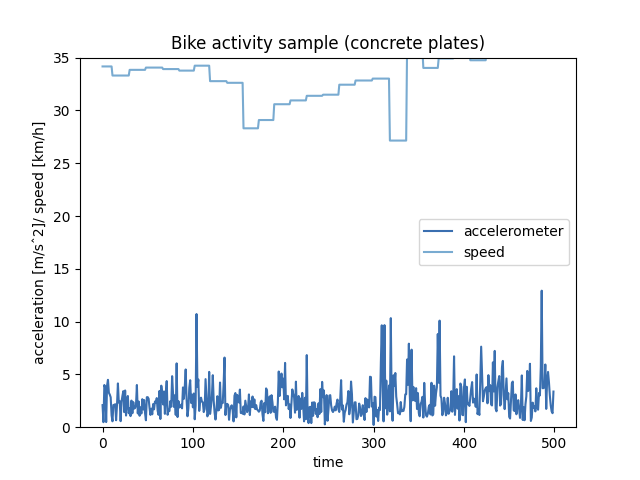 Bike activity sample (concrete plates)
35
30
25
20
15
10
5
0
acceleration [m/s^2]/ speed [km/h]
accelerometer
speed
0 100 200 300 400 500
time